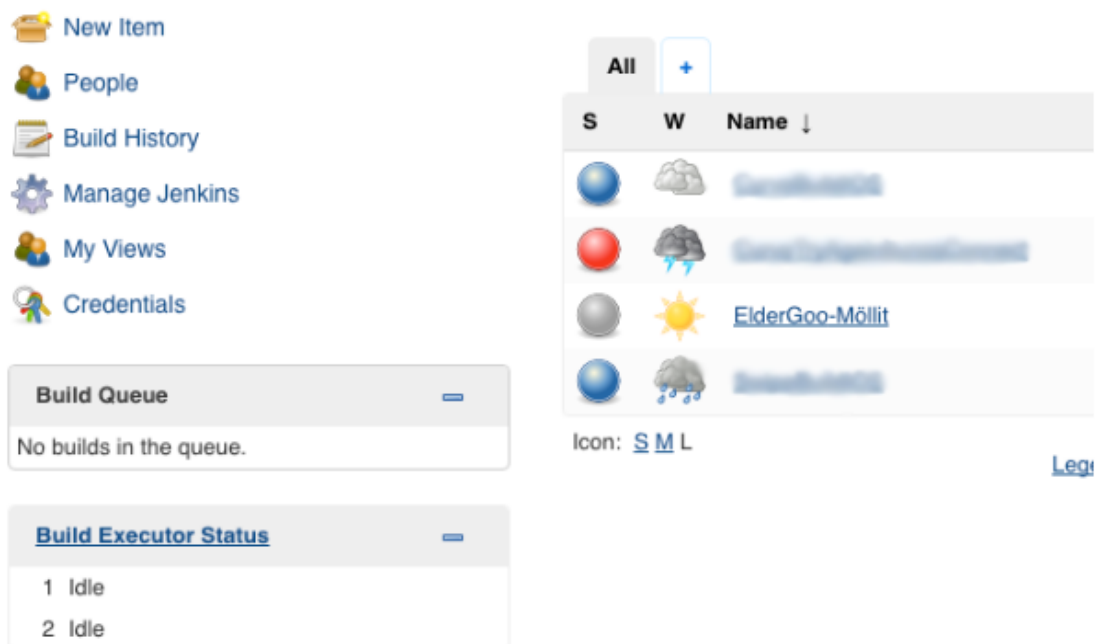 New Item
People
Build History
Manage Jenkins
My Views
Credentials
Build Queue
No builds in the queue.
Build Executor Status
1 Idle
2 Idle
All +
S W Name ↓
ElderGoo-Möllit
Icon: S M L